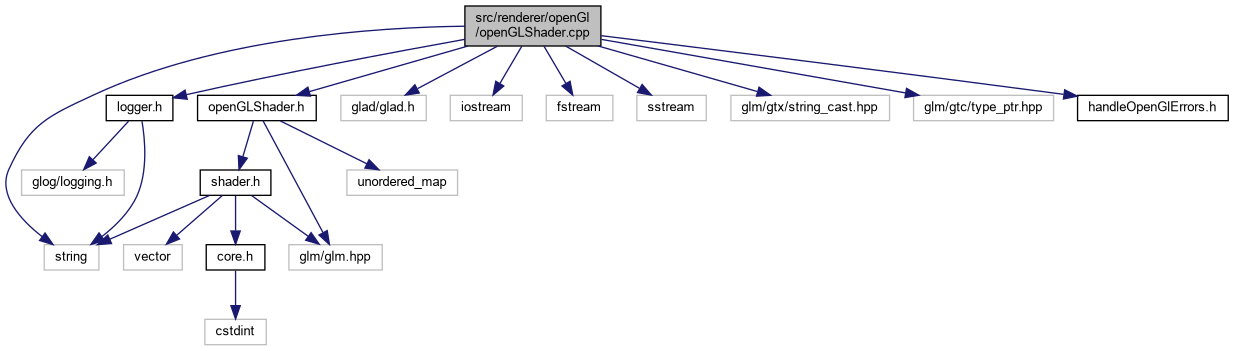 src/renderer/openGl
/openGLShader.cpp
logger.h
openGLShader.h
glad/glad.h
iostream
fstream
sstream
glm/gtx/string_cast.hpp
glm/gtc/type_ptr.hpp
handleOpenGlErrors.h
glog/logging.h
shader.h
unordered_map
string
vector
core.h
glm/glm.hpp
cstdint